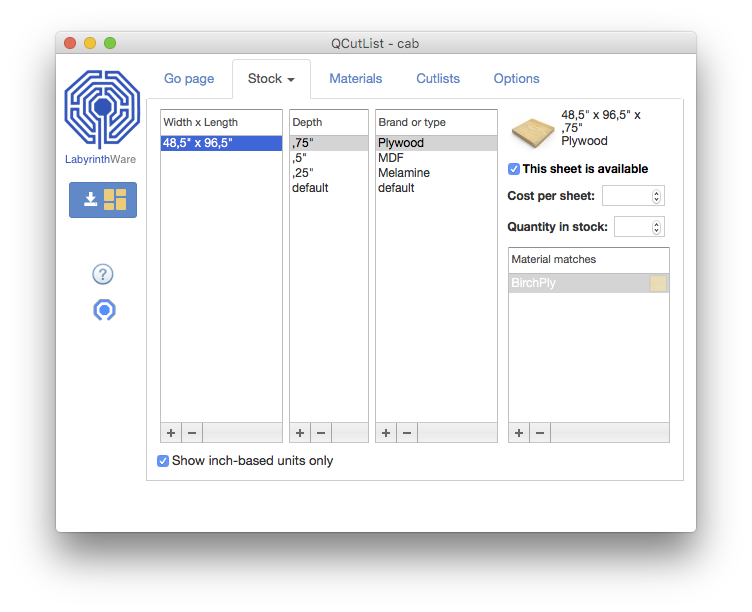 QCutList - cab
Go page
Stock
Materials
Cutlists
Options
LabyrinthWare
?
Width x Length
48,5" x 96,5"
Depth
,75"
,5"
,25"
default
Brand or type
Plywood
MDF
Melamine
default
48,5" x 96,5" x
,75"
Plywood
This sheet is available
Cost per sheet:
Quantity in stock:
Material matches
BirchPly
+ −
+ −
+ −
+ −
Show inch-based units only